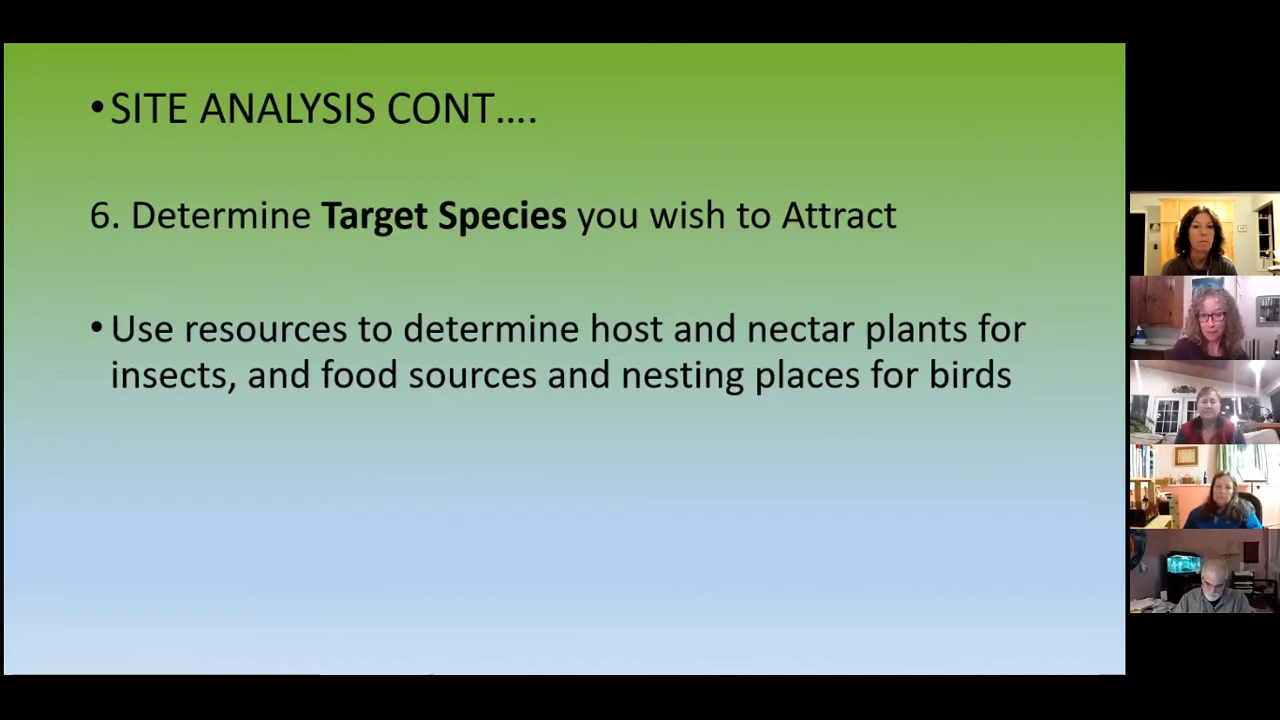 •SITE ANALYSIS CONT….
6. Determine Target Species you wish to Attract
•Use resources to determine host and nectar plants for
insects, and food sources and nesting places for birds